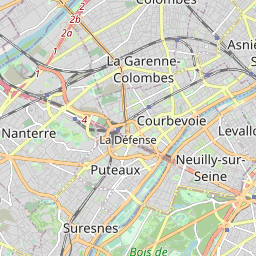 Colombes
1
2b
2a
Asniè
La Garenne-
Colombes
4
Courbevoie
Levallo
Nanterre
La Défense
Neuilly-sur-
Seine
Puteaux
Suresnes
Bois de